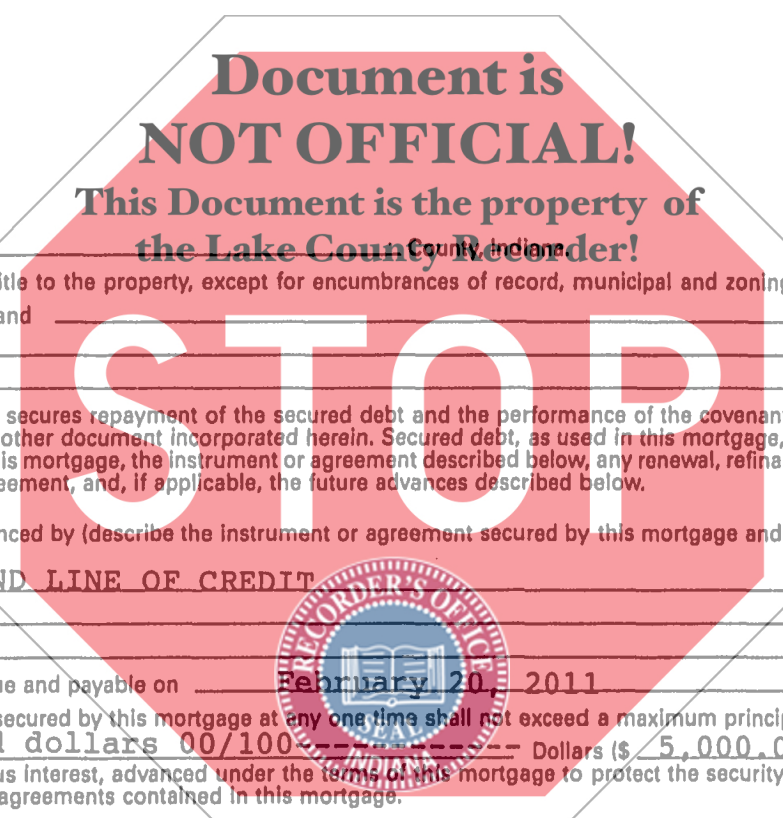 Document is
NOT OFFICIAL!
This Document is the property of
the Lake County Recorder!
County, Indiana.
itle to the property, except for encumbrances of record, municipal and zoning
and
STOP
secures repayment of the secured debt and the performance of the covenan
other document incorporated herein. Secured debt, as used in this mortgage,
is mortgage, the instrument or agreement described below, any renewal, refina
eement, and, if applicable, the future advances described below.
nced by (describe the instrument or agreement secured by this mortgage and
ND LINE OF CREDIT
RECORDER'S OFFICE
SEAL
INDIANA
ue and payable on February 20, 2011
secured by this mortgage at any one time shall not exceed a maximum princi
d dollars 00/100-------------- Dollars ($ 5,000.0
us interest, advanced under the terms of this mortgage to protect the security
agreements contained in this mortgage.